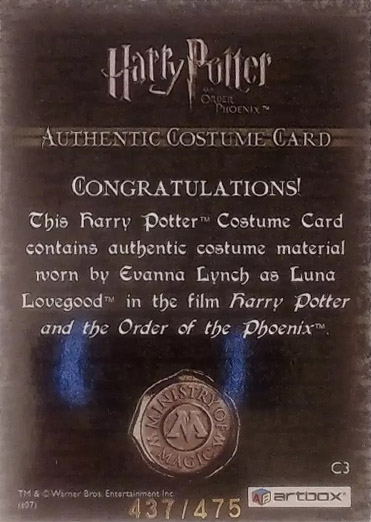 Harry Potter
AND THE
ORDER
OF THE
PHOENIX™
AUTHENTIC COSTUME CARD
CONGRATULATIONS!
This Harry Potter™ Costume Card
contains authentic costume material
worn by Evanna Lynch as Luna
Lovegood™ in the film Harry Potter
and the Order of the Phoenix™.
MINISTRY OF
M
MAGIC
C3
TM & © Warner Bros. Entertainment Inc.
(s07)
437/475
artbox®